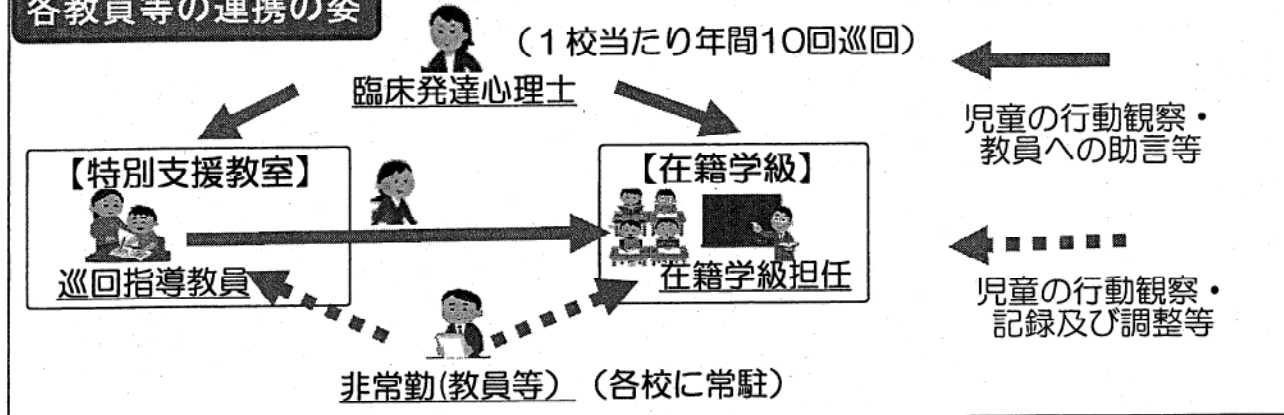 各教員等の連携の姿
（１校当たり年間10回巡回）
臨床発達心理士
児童の行動観察・
教員への助言等
【特別支援教室】
【在籍学級】
巡回指導教員
在籍学級担任
児童の行動観察・
記録及び調整等
非常勤(教員等)（各校に常駐）